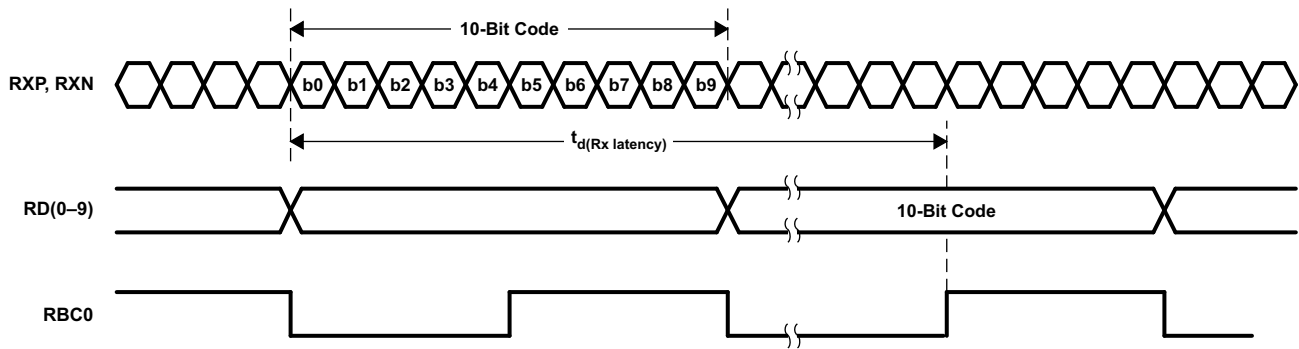 10-Bit Code
RXP, RXN
b0 b1 b2 b3 b4 b5 b6 b7 b8 b9
td(Rx latency)
RD(0–9)
10-Bit Code
RBC0